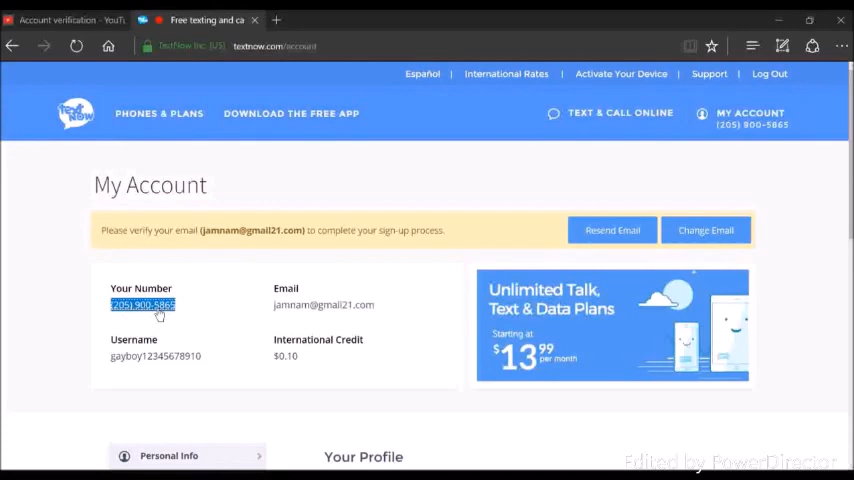 Account verification - YouTu
Free texting and ca
TextNow Inc. [US]
textnow.com/account
Español | International Rates | Activate Your Device | Support | Log Out
text NOW
PHONES & PLANS
DOWNLOAD THE FREE APP
TEXT & CALL ONLINE
MY ACCOUNT
(205) 900-5865
My Account
Please verify your email (jamnam@gmail21.com) to complete your sign-up process.
Resend Email
Change Email
Your Number
(205) 900-5865
Email
jamnam@gmail21.com
Username
gayboy12345678910
International Credit
$0.10
Unlimited Talk,
Text & Data Plans
Starting at
$13.99 per month
Personal Info
Your Profile
Edited by PowerDirector